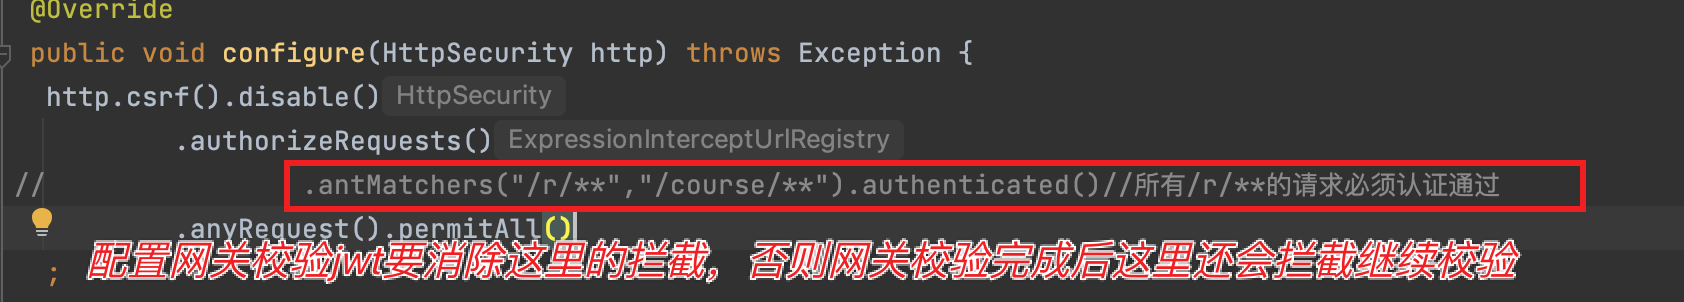 @Override
public void configure(HttpSecurity http) throws Exception {
http.csrf().disable() HttpSecurity
.authorizeRequests() ExpressionInterceptUrlRegistry
// .antMatchers("/r/**","/course/**").authenticated()//所有/r/**的请求必须认证通过
.anyRequest().permitAll()
配置网关校验jwt要消除这里的拦截，否则网关校验完成后这里还会拦截继续校验
;